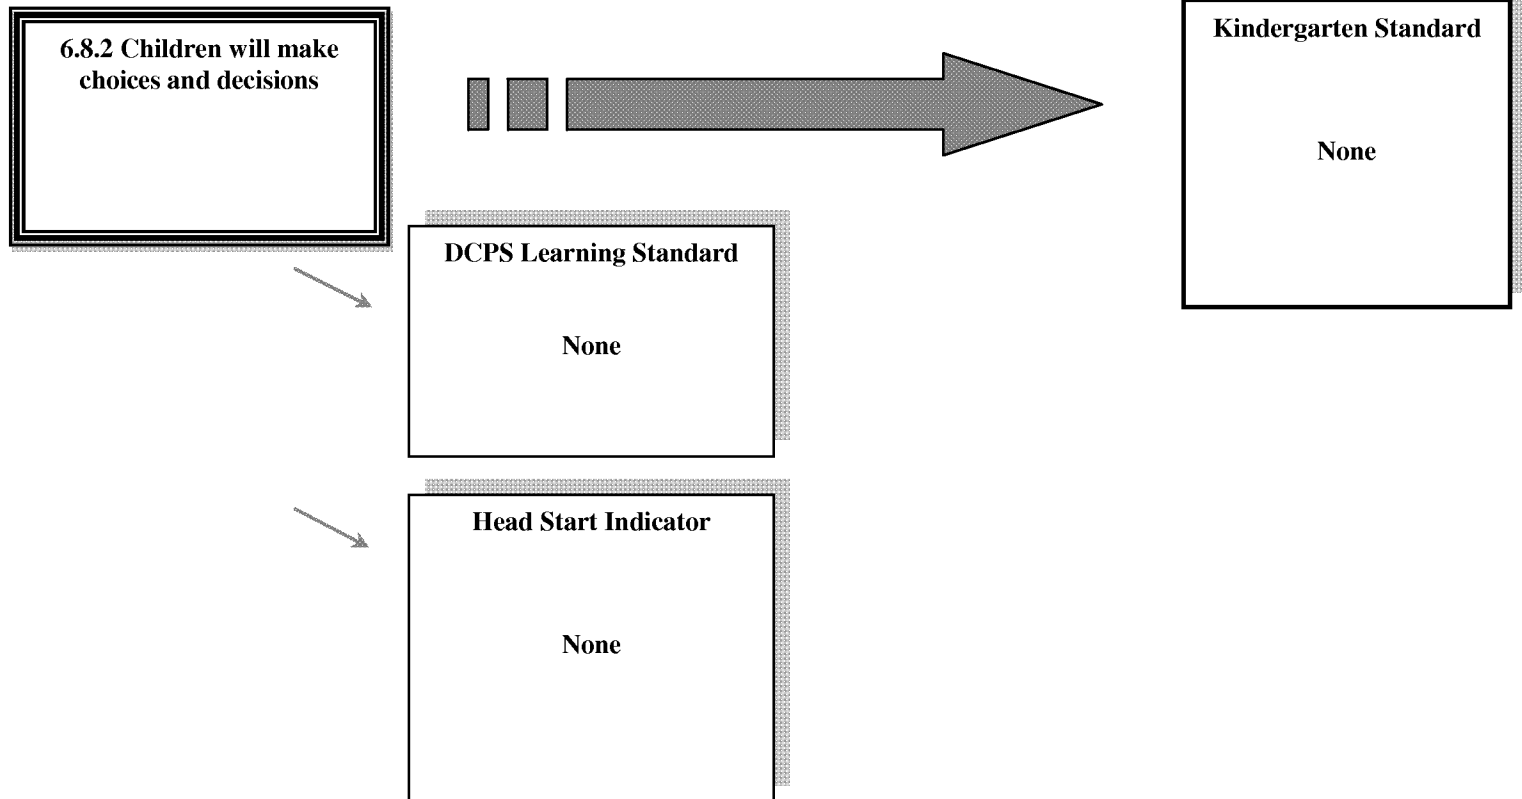 6.8.2 Children will make
choices and decisions
Kindergarten Standard
None
DCPS Learning Standard
None
Head Start Indicator
None